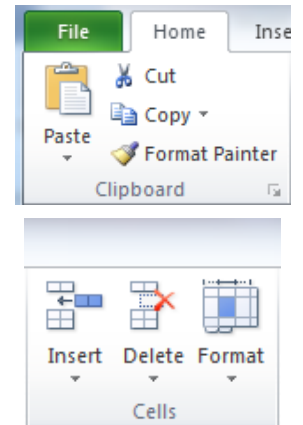 File Home Inse
Cut
Copy
Paste
Format Painter
Clipboard
Insert Delete Format
Cells